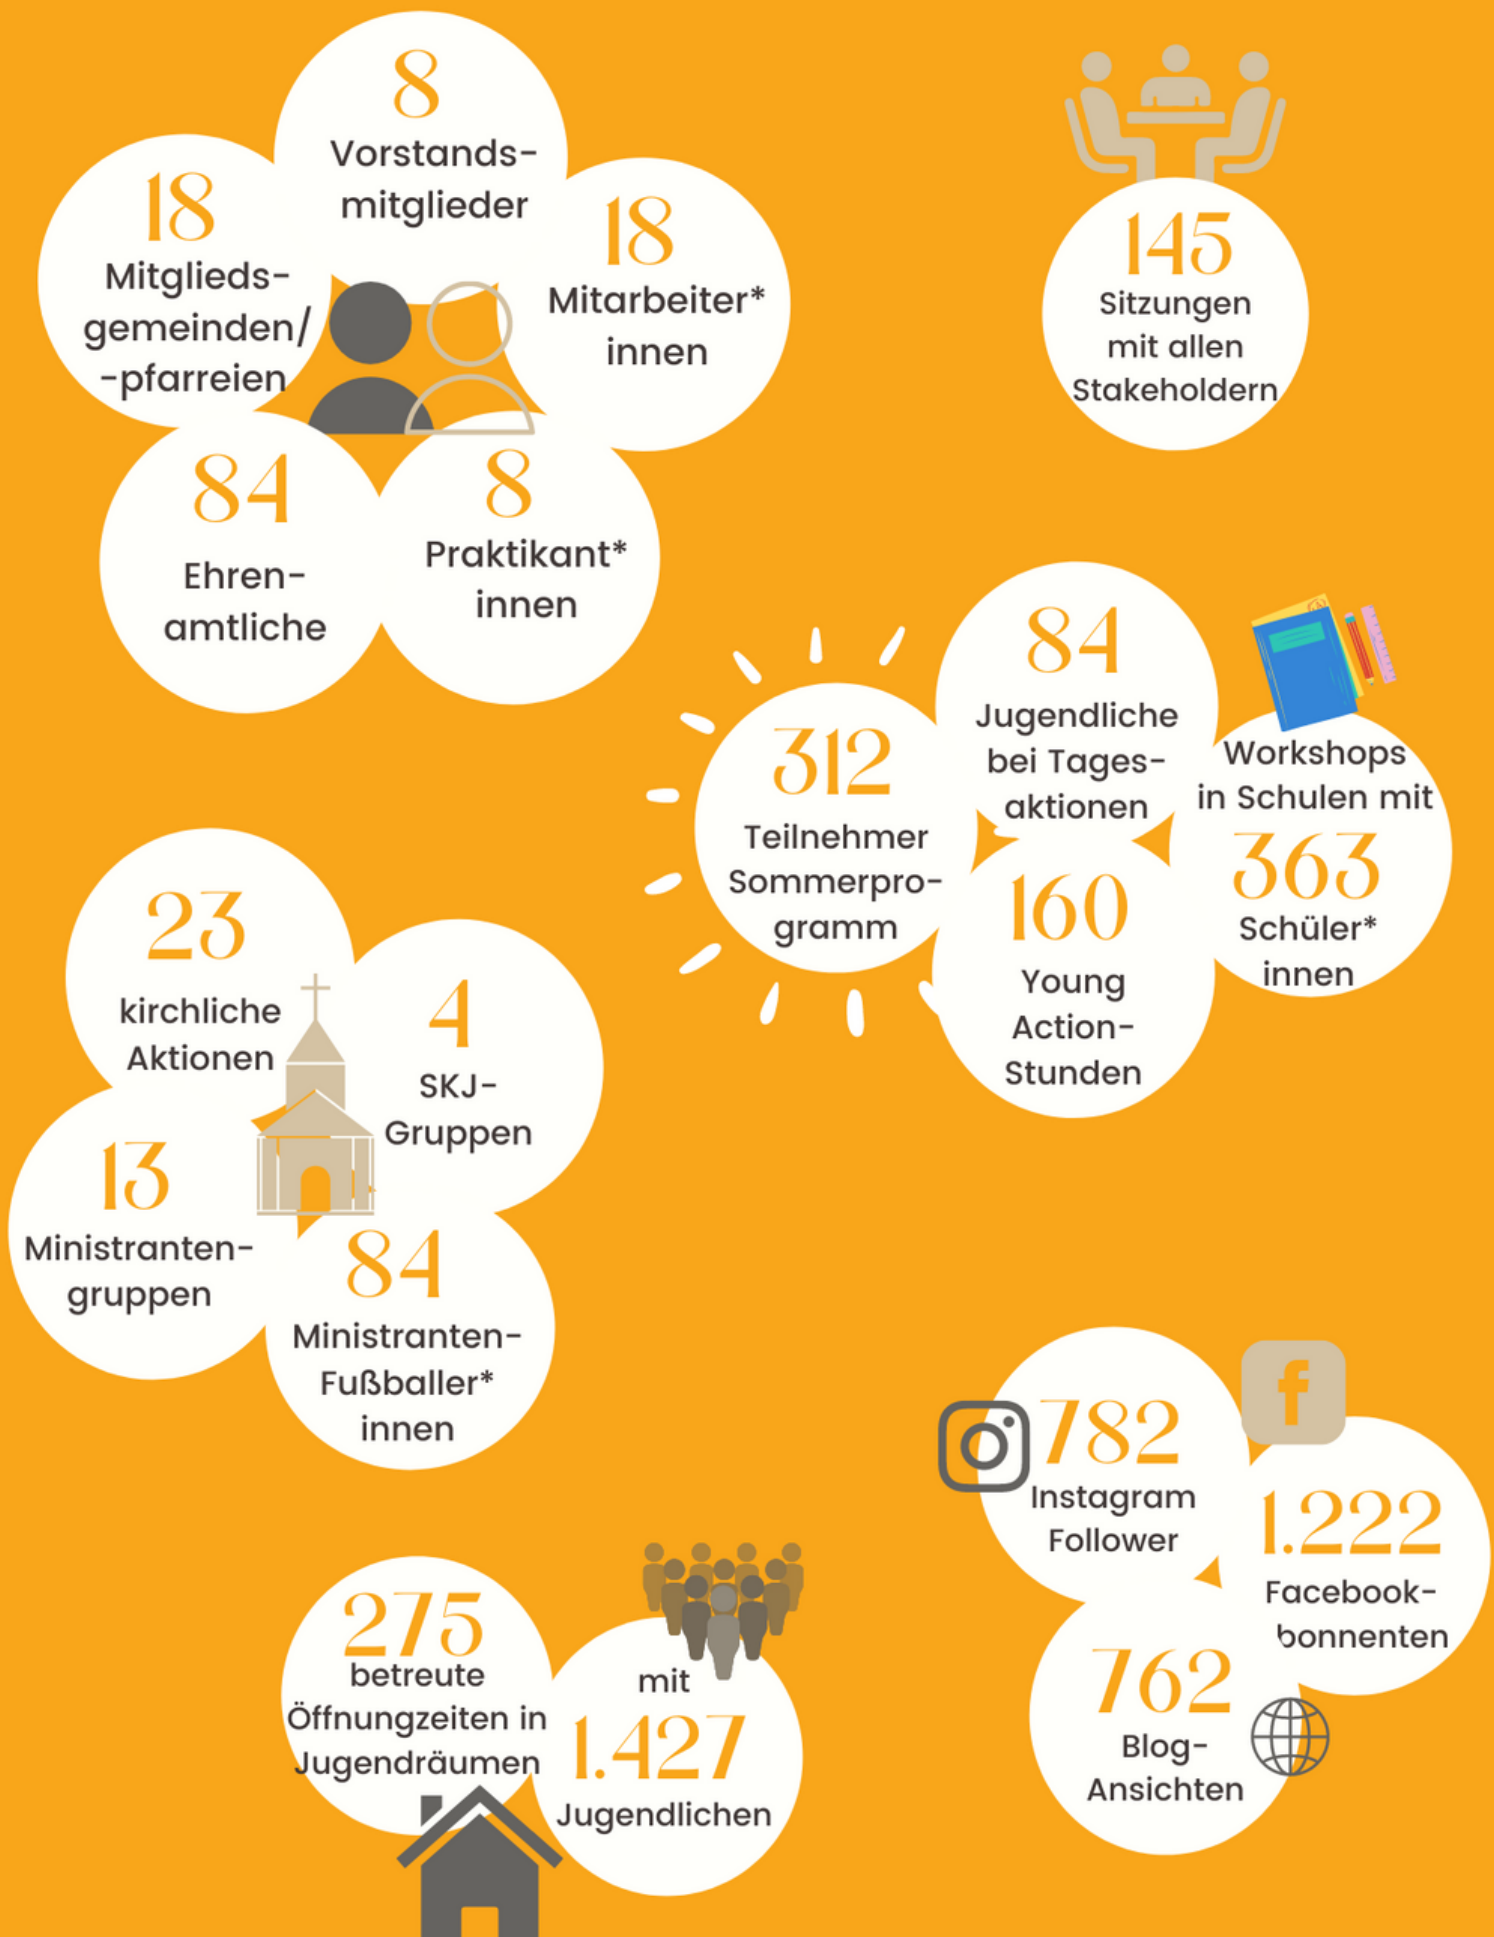 8
Vorstands-
mitglieder
18
Mitglieds-
gemeinden/
-pfarreien
18
Mitarbeiter*
innen
84
Ehren-
amtliche
8
Praktikant*
innen
145
Sitzungen
mit allen
Stakeholdern
312
Teilnehmer
Sommerpro-
gramm
84
Jugendliche
bei Tages-
aktionen
160
Young
Action-
Stunden
Workshops
in Schulen mit
363
Schüler*
innen
23
kirchliche
Aktionen
4
SKJ-
Gruppen
13
Ministranten-
gruppen
84
Ministranten-
Fußballer*
innen
782
Instagram
Follower
f
1.222
Facebook-
bonnenten
762
Blog-
Ansichten
275
betreute
Öffnungzeiten in
Jugendräumen
mit
1.427
Jugendlichen